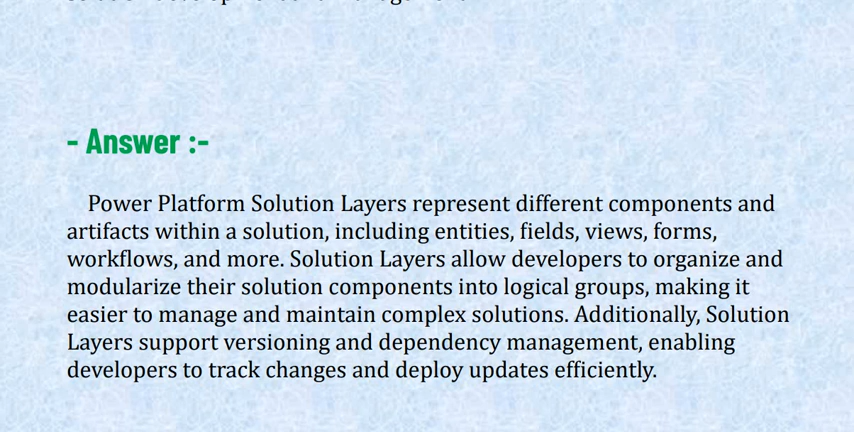 - Answer :-
Power Platform Solution Layers represent different components and
artifacts within a solution, including entities, fields, views, forms,
workflows, and more. Solution Layers allow developers to organize and
modularize their solution components into logical groups, making it
easier to manage and maintain complex solutions. Additionally, Solution
Layers support versioning and dependency management, enabling
developers to track changes and deploy updates efficiently.